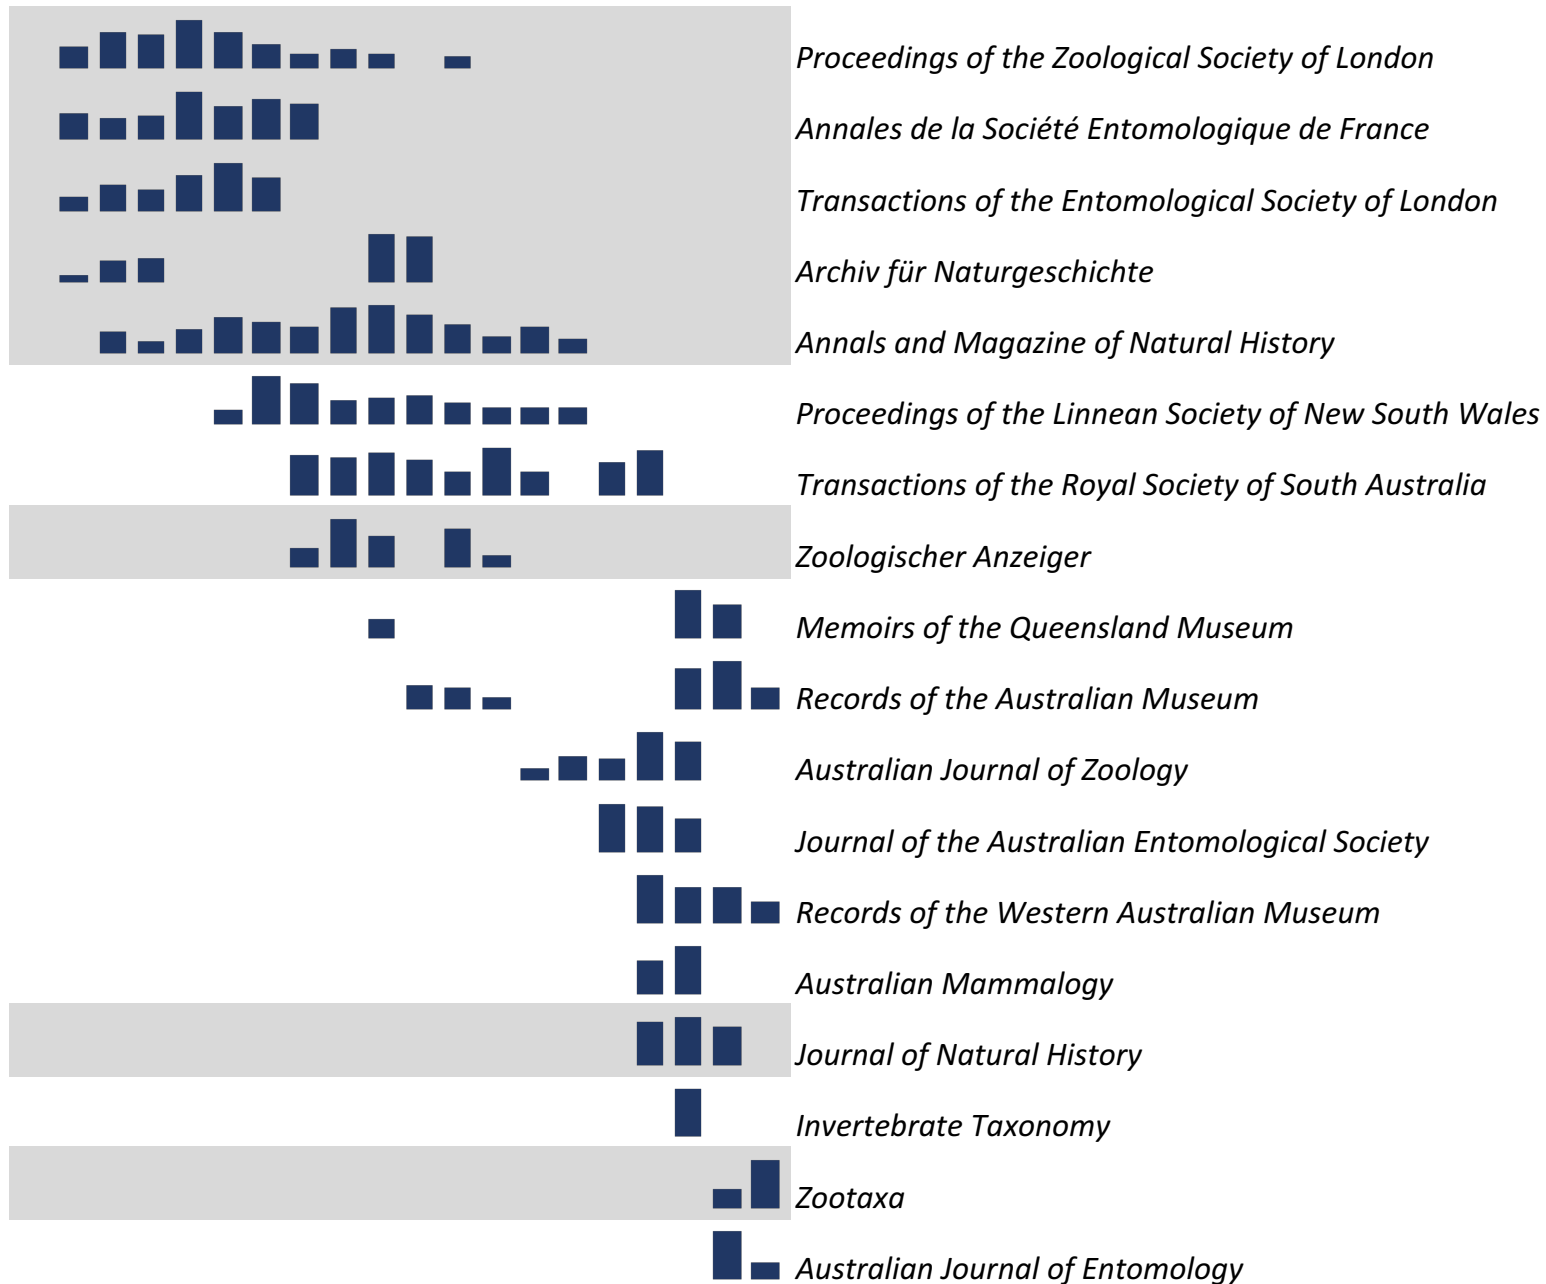 Proceedings of the Zoological Society of London
Annales de la Société Entomologique de France
Transactions of the Entomological Society of London
Archiv für Naturgeschichte
Annals and Magazine of Natural History
Proceedings of the Linnean Society of New South Wales
Transactions of the Royal Society of South Australia
Zoologischer Anzeiger
Memoirs of the Queensland Museum
Records of the Australian Museum
Australian Journal of Zoology
Journal of the Australian Entomological Society
Records of the Western Australian Museum
Australian Mammalogy
Journal of Natural History
Invertebrate Taxonomy
Zootaxa
Australian Journal of Entomology